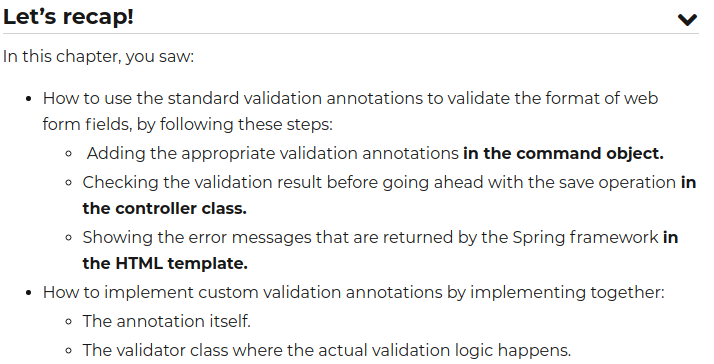 Let's recap!
In this chapter, you saw:
• How to use the standard validation annotations to validate the format of web
form fields, by following these steps:
◦ Adding the appropriate validation annotations in the command object.
◦ Checking the validation result before going ahead with the save operation in
the controller class.
◦ Showing the error messages that are returned by the Spring framework in
the HTML template.
• How to implement custom validation annotations by implementing together:
◦ The annotation itself.
◦ The validator class where the actual validation logic happens.